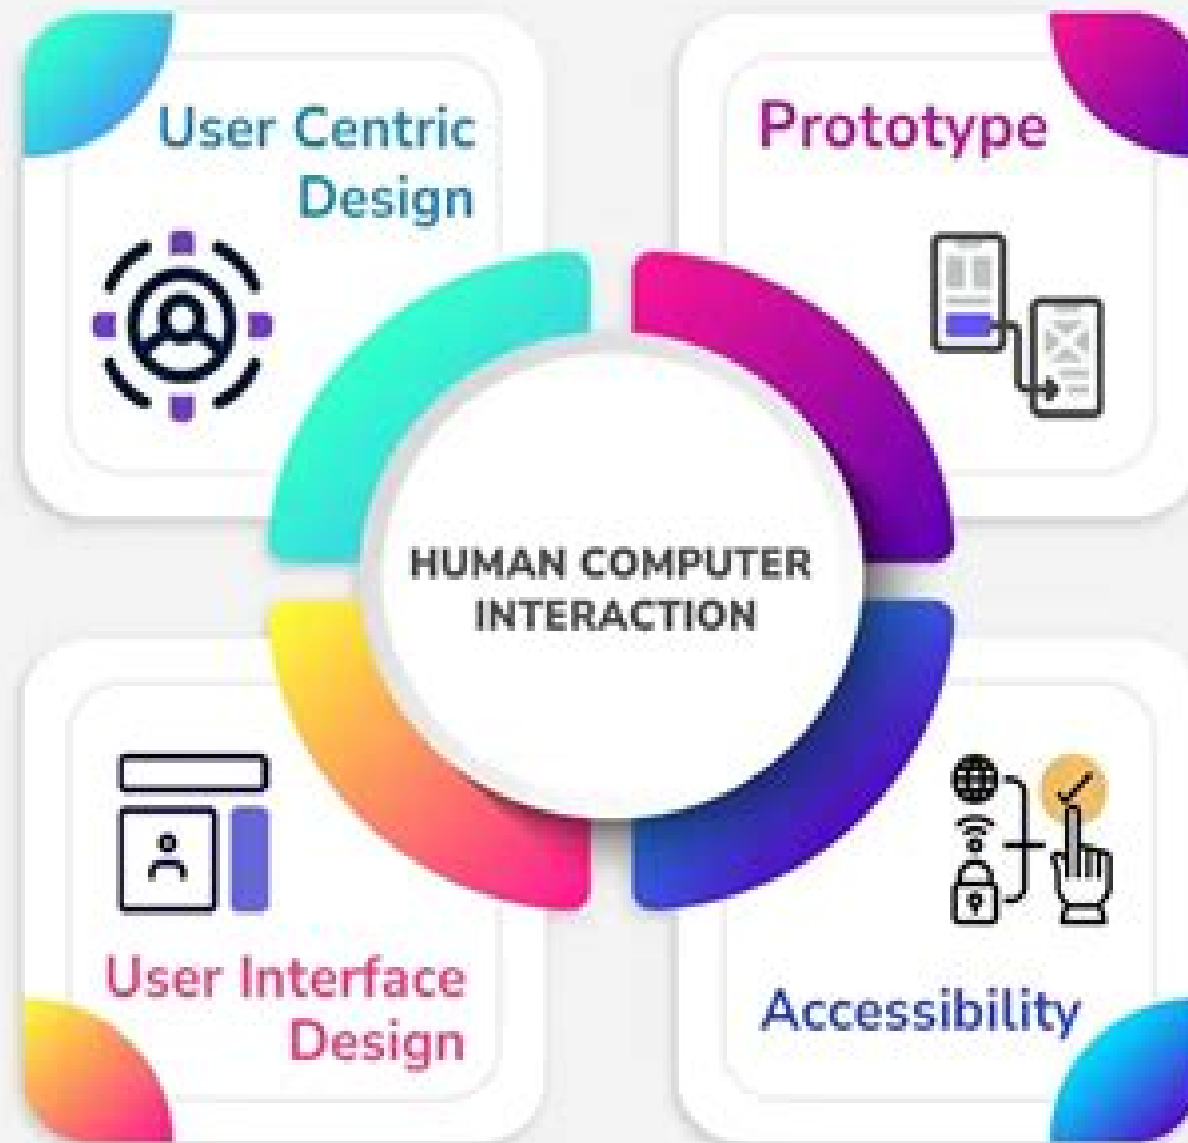 User Centric
Design
Prototype
HUMAN COMPUTER
INTERACTION
User Interface
Design
Accessibility